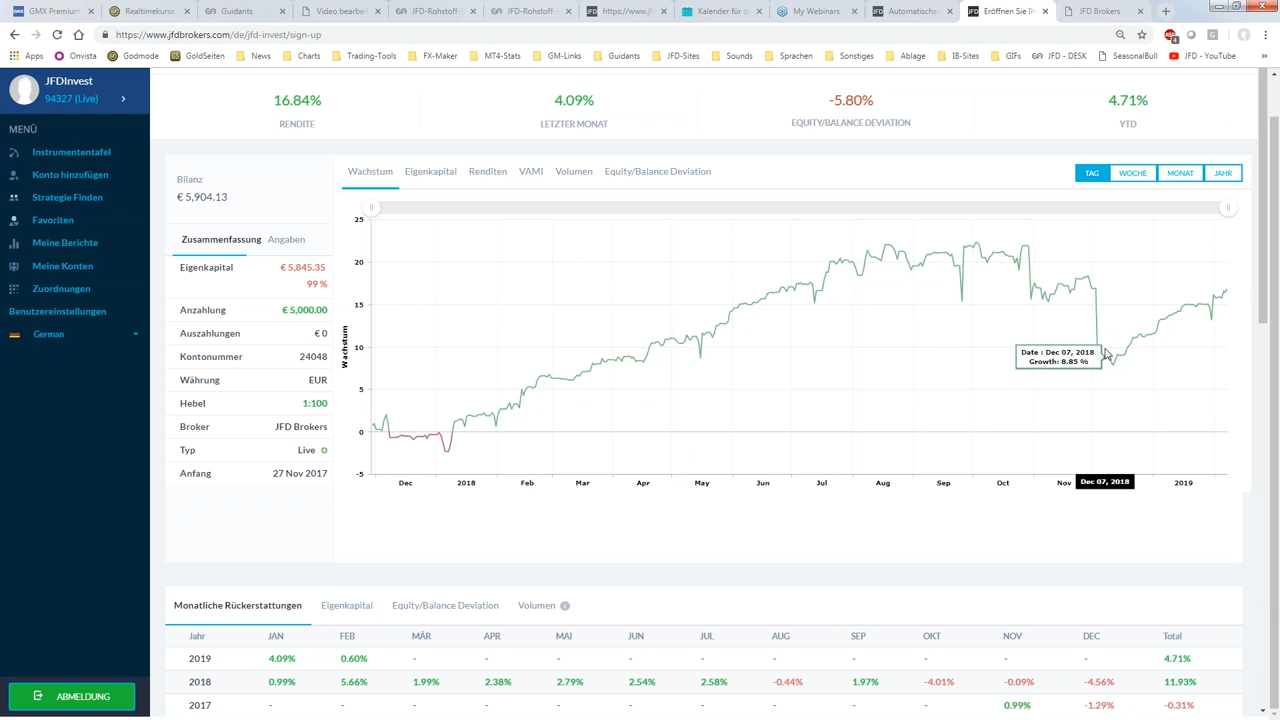 GMX Premium
Realtimekurse
Guidants
Video bearbei
JFD-Rohstoff-
JFD-Rohstoff-
https://www.jf
Kalender für d
My Webinars
Automatische
Eröffnen Sie Ih
JFD Brokers
https://www.jfdbrokers.com/de/jfd-invest/sign-up
Apps
Onvista
Godmode
GoldSeiten
News
Charts
Trading-Tools
FX-Maker
MT4-Stats
GM-Links
Guidants
JFD-Sites
Sounds
Sprachen
Sonstiges
Ablage
IB-Sites
GIFs
JFD - DESK
SeasonalBull
JFD - YouTube
JFDInvest
94327 (Live)
MENÜ
Instrumententafel
Konto hinzufügen
Strategie Finden
Favoriten
Meine Berichte
Meine Konten
Zuordnungen
Benutzereinstellungen
German
ABMELDUNG
16.84% 4.09% -5.80% 4.71%
RENDITE LETZTER MONAT EQUITY/BALANCE DEVIATION YTD
Bilanz
€ 5,904.13
Zusammenfassung Angaben
Eigenkapital € 5,845.35
99 %
Anzahlung € 5,000.00
Auszahlungen € 0
Kontonummer 24048
Währung EUR
Hebel 1:100
Broker JFD Brokers
Typ Live
Anfang 27 Nov 2017
Wachstum Eigenkapital Renditen VAMI Volumen Equity/Balance Deviation
TAG WOCHE MONAT JAHR
25
20
15
10
5
0
-5
Wachstum
Date : Dec 07, 2018
Growth: 8.85 %
Dec 2018 Feb Mar Apr May Jun Jul Aug Sep Oct Nov Dec 07, 2018 2019
Monatliche Rückerstattungen Eigenkapital Equity/Balance Deviation Volumen
Jahr JAN FEB MÄR APR MAI JUN JUL AUG SEP OKT NOV DEC Total
2019 4.09% 0.60% - - - - - - - - - - 4.71%
2018 0.99% 5.66% 1.99% 2.38% 2.79% 2.54% 2.58% -0.44% 1.97% -4.01% -0.09% -4.56% 11.93%
2017 - - - - - - - - - - 0.99% -1.29% -0.31%